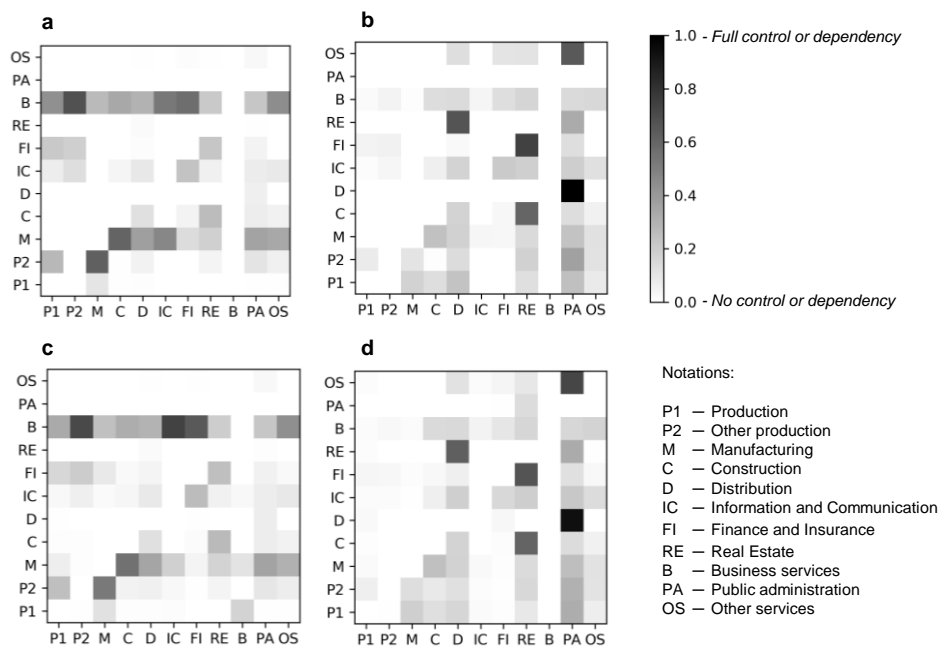 a
OS
PA
B
RE
FI
IC
D
C
M
P2
P1
P1 P2 M C D IC FI RE B PA OS
b
OS
PA
B
RE
FI
IC
D
C
M
P2
P1
P1 P2 M C D IC FI RE B PA OS
1.0 - Full control or dependency
0.8
0.6
0.4
0.2
0.0 - No control or dependency
c
OS
PA
B
RE
FI
IC
D
C
M
P2
P1
P1 P2 M C D IC FI RE B PA OS
d
OS
PA
B
RE
FI
IC
D
C
M
P2
P1
P1 P2 M C D IC FI RE B PA OS
Notations:
P1 – Production
P2 – Other production
M – Manufacturing
C – Construction
D – Distribution
IC – Information and Communication
FI – Finance and Insurance
RE – Real Estate
B – Business services
PA – Public administration
OS – Other services